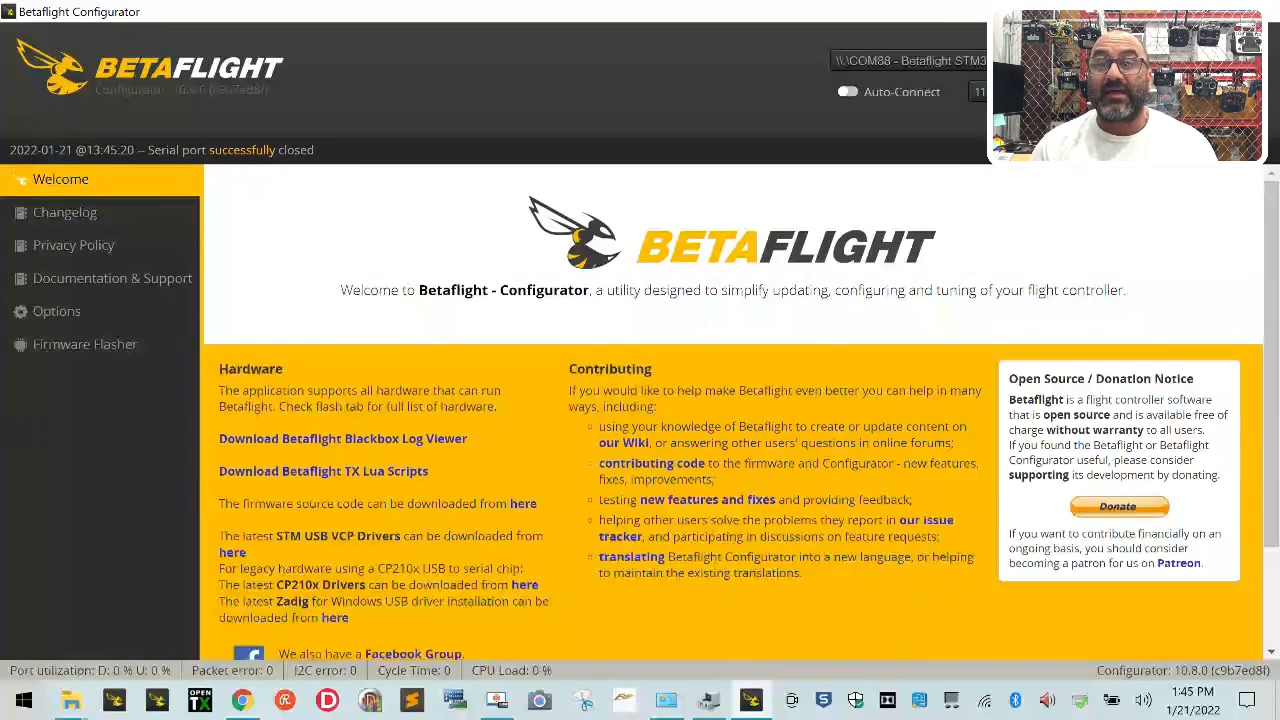 Betaflight Configurator
BETAFLIGHT
Configurator 10.8.0 (c9b7ed8f)
\\.\COM88 - Betaflight STM3
Auto-Connect
11
2022-01-21 @13:45:20 -- Serial port successfully closed
Welcome
Changelog
Privacy Policy
Documentation & Support
Options
Firmware Flasher
BETAFLIGHT
Welcome to Betaflight - Configurator, a utility designed to simplify updating, configuring and tuning of your flight controller.
Hardware
The application supports all hardware that can run
Betaflight. Check flash tab for full list of hardware.
Download Betaflight Blackbox Log Viewer
Download Betaflight TX Lua Scripts
The firmware source code can be downloaded from here
The latest STM USB VCP Drivers can be downloaded from
here
For legacy hardware using a CP210x USB to serial chip:
The latest CP210x Drivers can be downloaded from here
The latest Zadig for Windows USB driver installation can be
downloaded from here
We also have a Facebook Group.
Contributing
If you would like to help make Betaflight even better you can help in many
ways, including:
using your knowledge of Betaflight to create or update content on
our Wiki, or answering other users' questions in online forums;
contributing code to the firmware and Configurator - new features,
fixes, improvements;
testing new features and fixes and providing feedback;
helping other users solve the problems they report in our issue
tracker, and participating in discussions on feature requests;
translating Betaflight Configurator into a new language, or helping
to maintain the existing translations.
Open Source / Donation Notice
Betaflight is a flight controller software
that is open source and is available free of
charge without warranty to all users.
If you found the Betaflight or Betaflight
Configurator useful, please consider
supporting its development by donating.
Donate
If you want to contribute financially on an
ongoing basis, you should consider
becoming a patron for us on Patreon.
Port utilization: D: 0 % U: 0 %
Packet error: 0
I2C error: 0
Cycle Time: 0
CPU Load: 0 %
Configurator: 10.8.0 (c9b7ed8f)
OPEN
TX
1:45 PM
1/21/2022